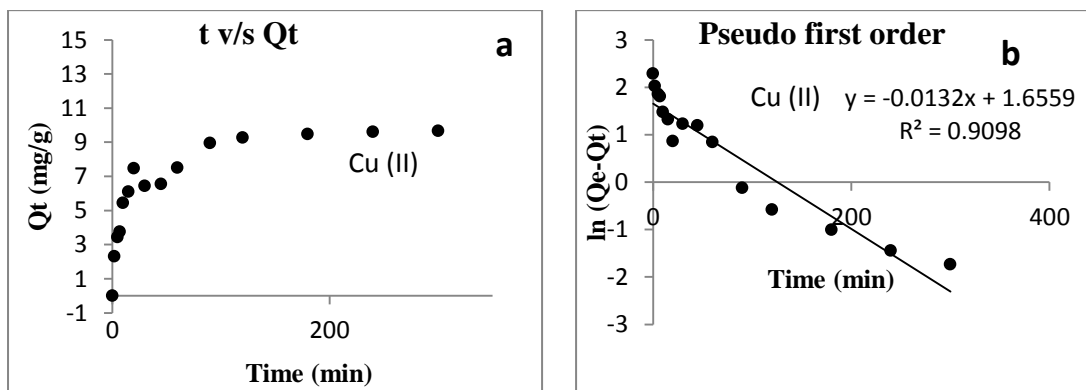 t v/s Qt
a
15
13
11
9
7
5
3
1
-1
Qt (mg/g)
Cu (II)
0
200
Time (min)
Pseudo first order
b
3
2
1
0
-1
-2
-3
ln (Qe-Qt)
Cu (II) y = -0.0132x + 1.6559
R² = 0.9098
0
200
400
Time (min)